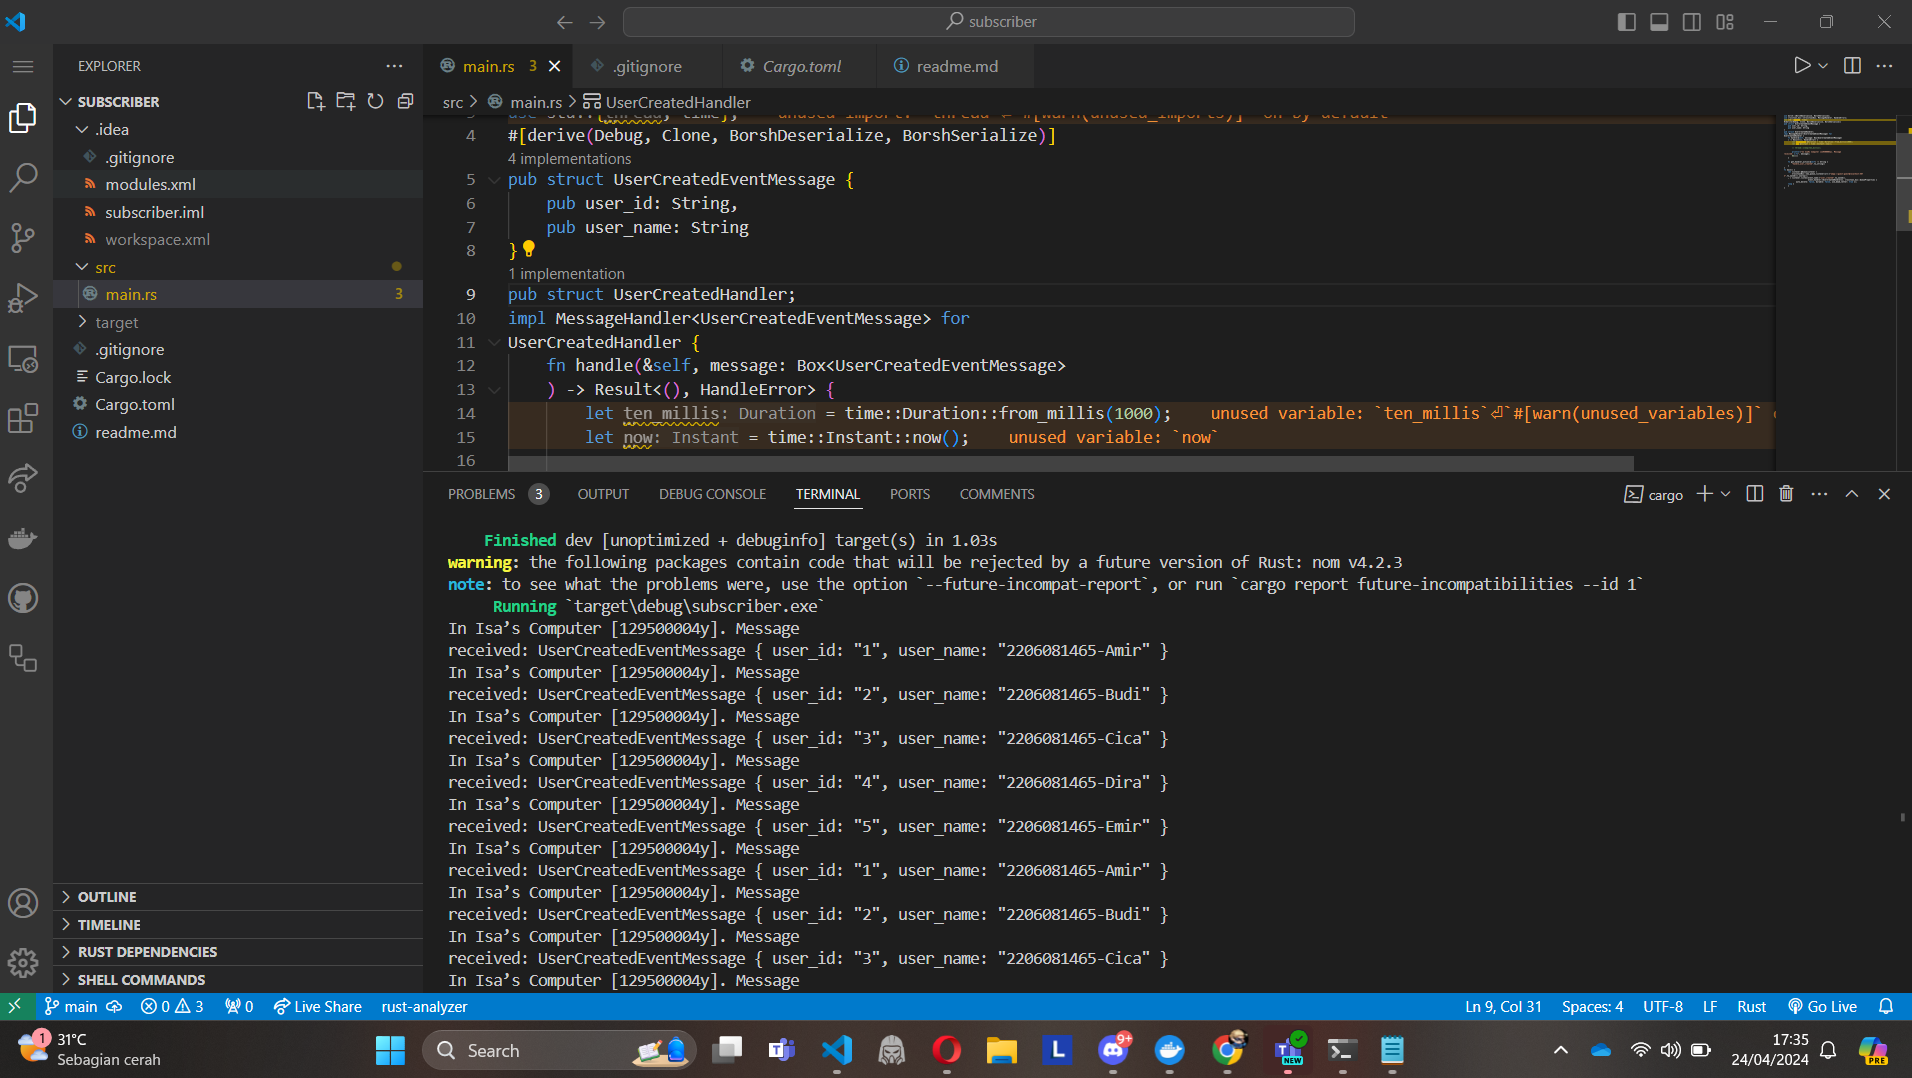 subscriber
EXPLORER
main.rs 3
.gitignore
Cargo.toml
readme.md
SUBSCRIBER
src > main.rs > UserCreatedHandler
.idea
.gitignore
modules.xml
subscriber.iml
workspace.xml
src
main.rs 3
target
.gitignore
Cargo.lock
Cargo.toml
readme.md
OUTLINE
TIMELINE
RUST DEPENDENCIES
SHELL COMMANDS
4 #[derive(Debug, Clone, BorshDeserialize, BorshSerialize)]
4 implementations
5 pub struct UserCreatedEventMessage {
6 pub user_id: String,
7 pub user_name: String
8 }
1 implementation
9 pub struct UserCreatedHandler;
10 impl MessageHandler<UserCreatedEventMessage> for
11 UserCreatedHandler {
12 fn handle(&self, message: Box<UserCreatedEventMessage>
13 ) -> Result<(), HandleError> {
14 let ten_millis: Duration = time::Duration::from_millis(1000); unused variable: `ten_millis`⏎`#[warn(unused_variables)]`
15 let now: Instant = time::Instant::now(); unused variable: `now`
16
PROBLEMS 3 OUTPUT DEBUG CONSOLE TERMINAL PORTS COMMENTS cargo
Finished dev [unoptimized + debuginfo] target(s) in 1.03s
warning: the following packages contain code that will be rejected by a future version of Rust: nom v4.2.3
note: to see what the problems were, use the option `--future-incompat-report`, or run `cargo report future-incompatibilities --id 1`
Running `target\debug\subscriber.exe`
In Isa’s Computer [129500004y]. Message
received: UserCreatedEventMessage { user_id: "1", user_name: "2206081465-Amir" }
In Isa’s Computer [129500004y]. Message
received: UserCreatedEventMessage { user_id: "2", user_name: "2206081465-Budi" }
In Isa’s Computer [129500004y]. Message
received: UserCreatedEventMessage { user_id: "3", user_name: "2206081465-Cica" }
In Isa’s Computer [129500004y]. Message
received: UserCreatedEventMessage { user_id: "4", user_name: "2206081465-Dira" }
In Isa’s Computer [129500004y]. Message
received: UserCreatedEventMessage { user_id: "5", user_name: "2206081465-Emir" }
In Isa’s Computer [129500004y]. Message
received: UserCreatedEventMessage { user_id: "1", user_name: "2206081465-Amir" }
In Isa’s Computer [129500004y]. Message
received: UserCreatedEventMessage { user_id: "2", user_name: "2206081465-Budi" }
In Isa’s Computer [129500004y]. Message
received: UserCreatedEventMessage { user_id: "3", user_name: "2206081465-Cica" }
In Isa’s Computer [129500004y]. Message
main 0 3 0 Live Share rust-analyzer Ln 9, Col 31 Spaces: 4 UTF-8 LF Rust Go Live
1 31°C
Sebagian cerah
Search
L
9+
NEW
17:35
24/04/2024
PRE